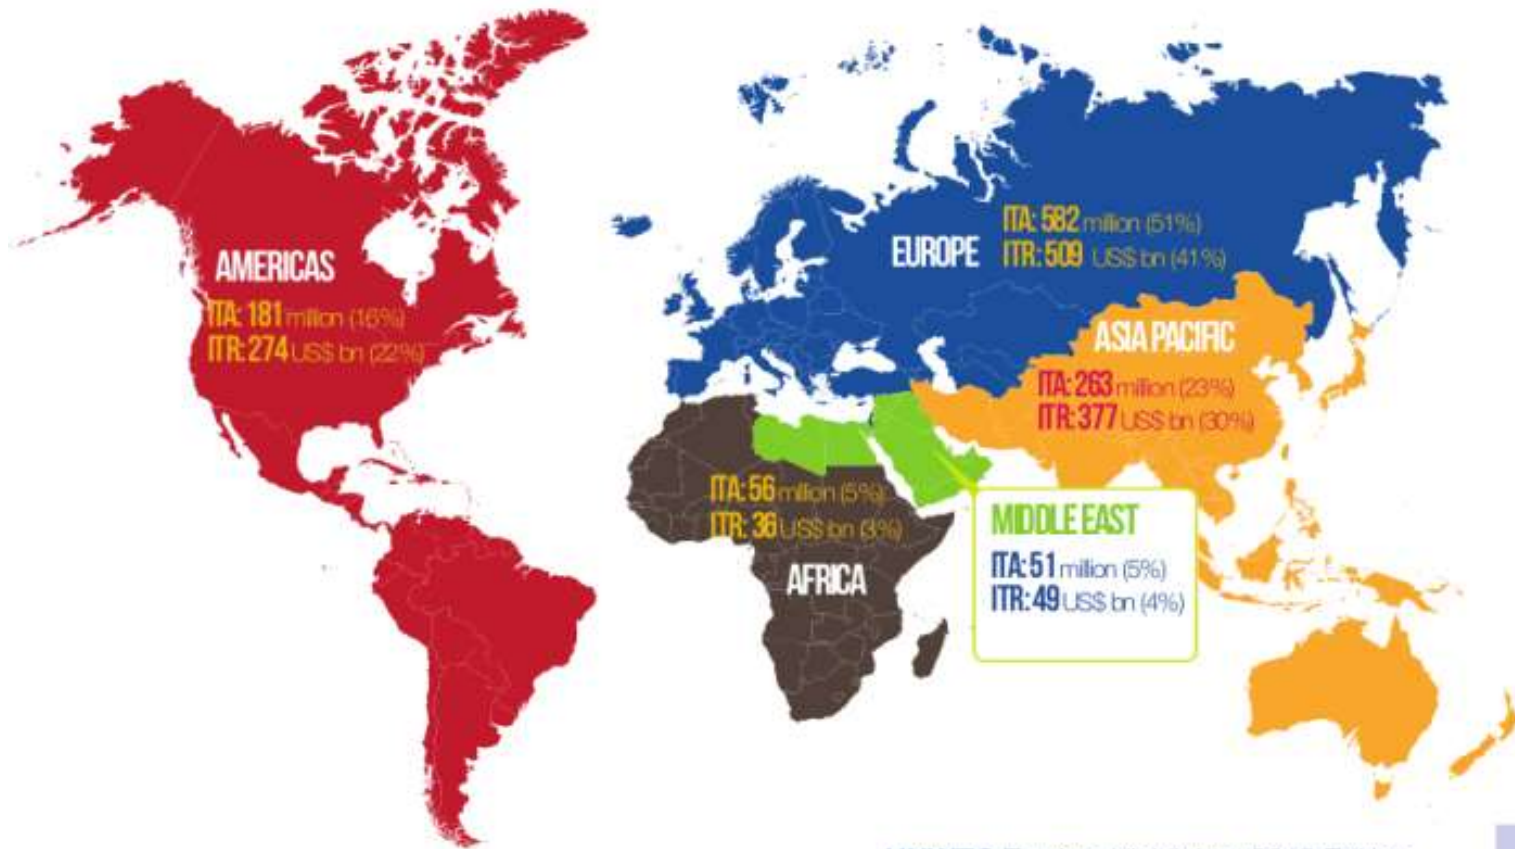 AMERICAS
ITA: 181 million (16%)
ITR: 274 US$ bn (22%)
EUROPE
ITA: 582 million (51%)
ITR: 509 US$ bn (41%)
ASIA PACIFIC
ITA: 263 million (23%)
ITR: 377 US$ bn (30%)
ITA: 56 million (5%)
ITR: 36 US$ bn (3%)
AFRICA
MIDDLE EAST
ITA: 51 million (5%)
ITR: 49 US$ bn (4%)